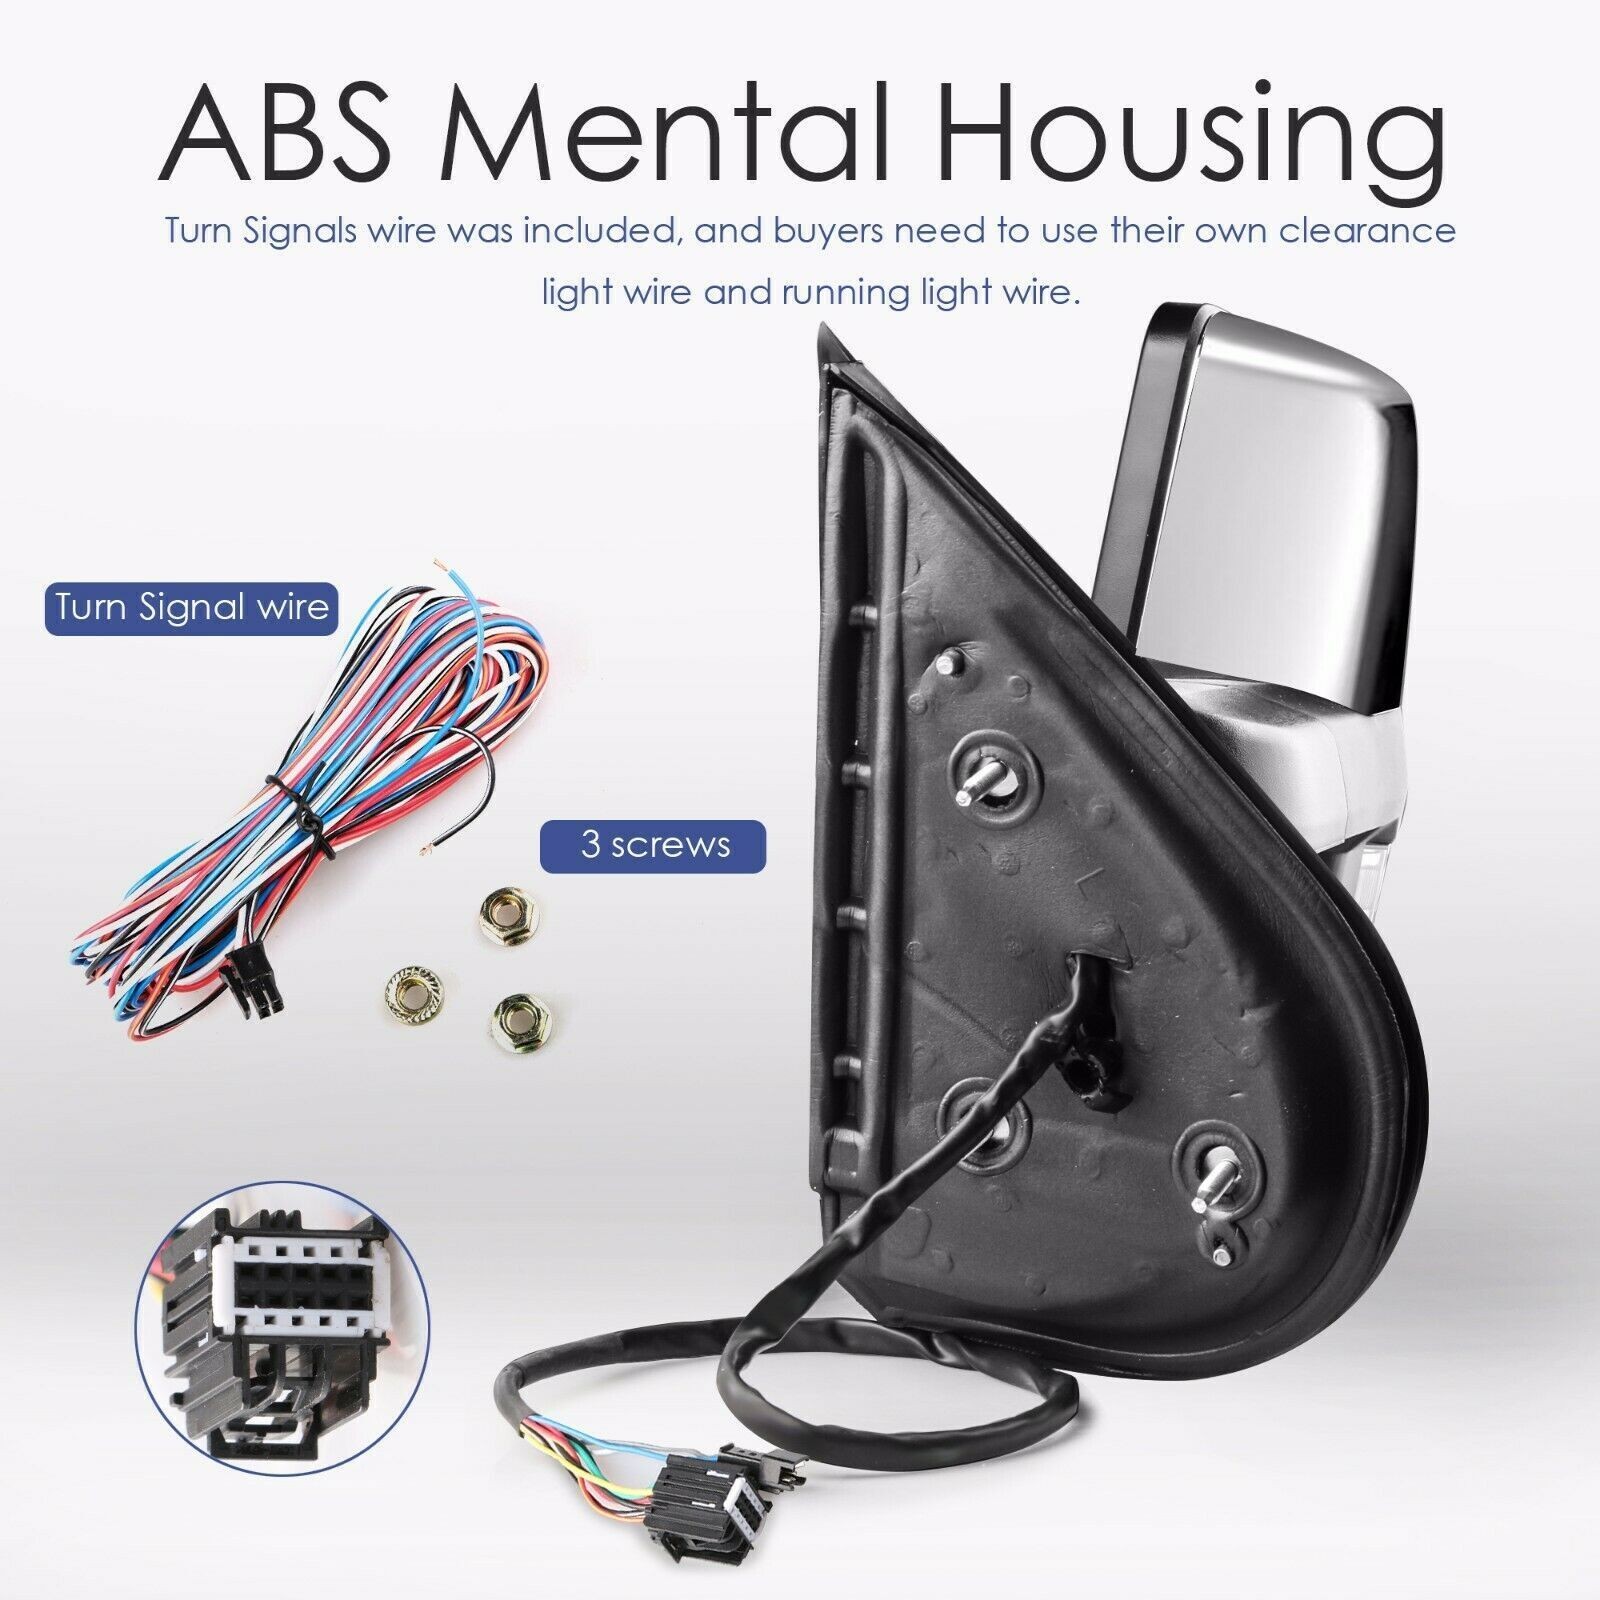 ABS Mental Housing
Turn Signals wire was included, and buyers need to use their own clearance
light wire and running light wire.
Turn Signal wire
3 screws
L